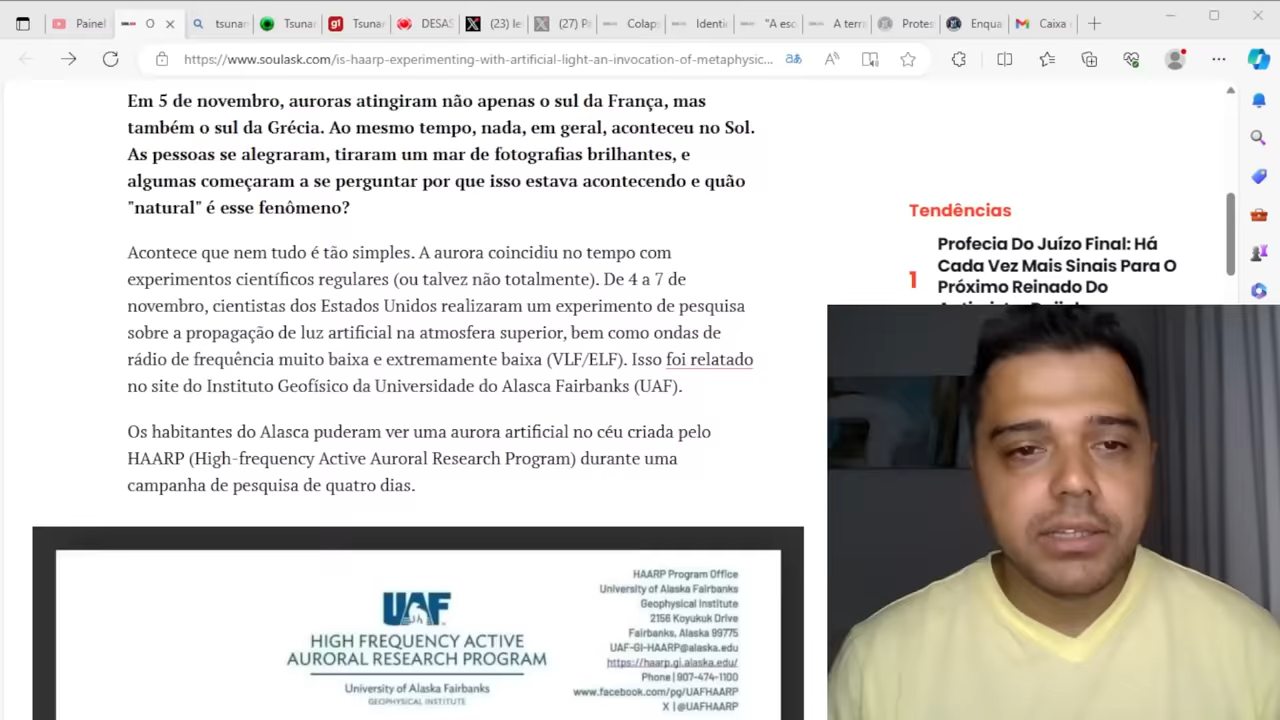 Painel
O
tsunam
Tsunar
g1
Tsunar
DESAS
(23) Ie
(27) Pa
Colap
Identi
"A esc
A terra
Protes
Enqua
Caixa
https://www.soulask.com/is-haarp-experimenting-with-artificial-light-an-invocation-of-metaphysic...
Em 5 de novembro, auroras atingiram não apenas o sul da França, mas
também o sul da Grécia. Ao mesmo tempo, nada, em geral, aconteceu no Sol.
As pessoas se alegraram, tiraram um mar de fotografias brilhantes, e
algumas começaram a se perguntar por que isso estava acontecendo e quão
"natural" é esse fenômeno?
Acontece que nem tudo é tão simples. A aurora coincidiu no tempo com
experimentos científicos regulares (ou talvez não totalmente). De 4 a 7 de
novembro, cientistas dos Estados Unidos realizaram um experimento de pesquisa
sobre a propagação de luz artificial na atmosfera superior, bem como ondas de
rádio de frequência muito baixa e extremamente baixa (VLF/ELF). Isso foi relatado
no site do Instituto Geofísico da Universidade do Alasca Fairbanks (UAF).
Os habitantes do Alasca puderam ver uma aurora artificial no céu criada pelo
HAARP (High-frequency Active Auroral Research Program) durante uma
campanha de pesquisa de quatro dias.
Tendências
1
Profecia Do Juízo Final: Há
Cada Vez Mais Sinais Para O
Próximo Reinado Do
UAF
HIGH FREQUENCY ACTIVE
AURORAL RESEARCH PROGRAM
University of Alaska Fairbanks
GEOPHYSICAL INSTITUTE
HAARP Program Office
University of Alaska Fairbanks
Geophysical Institute
2156 Koyukuk Drive
Fairbanks, Alaska 99775
UAF-GI-HAARP@alaska.edu
https://haarp.gi.alaska.edu/
Phone | 907-474-1100
www.facebook.com/pg/UAFHAARP
X | @UAFHAARP